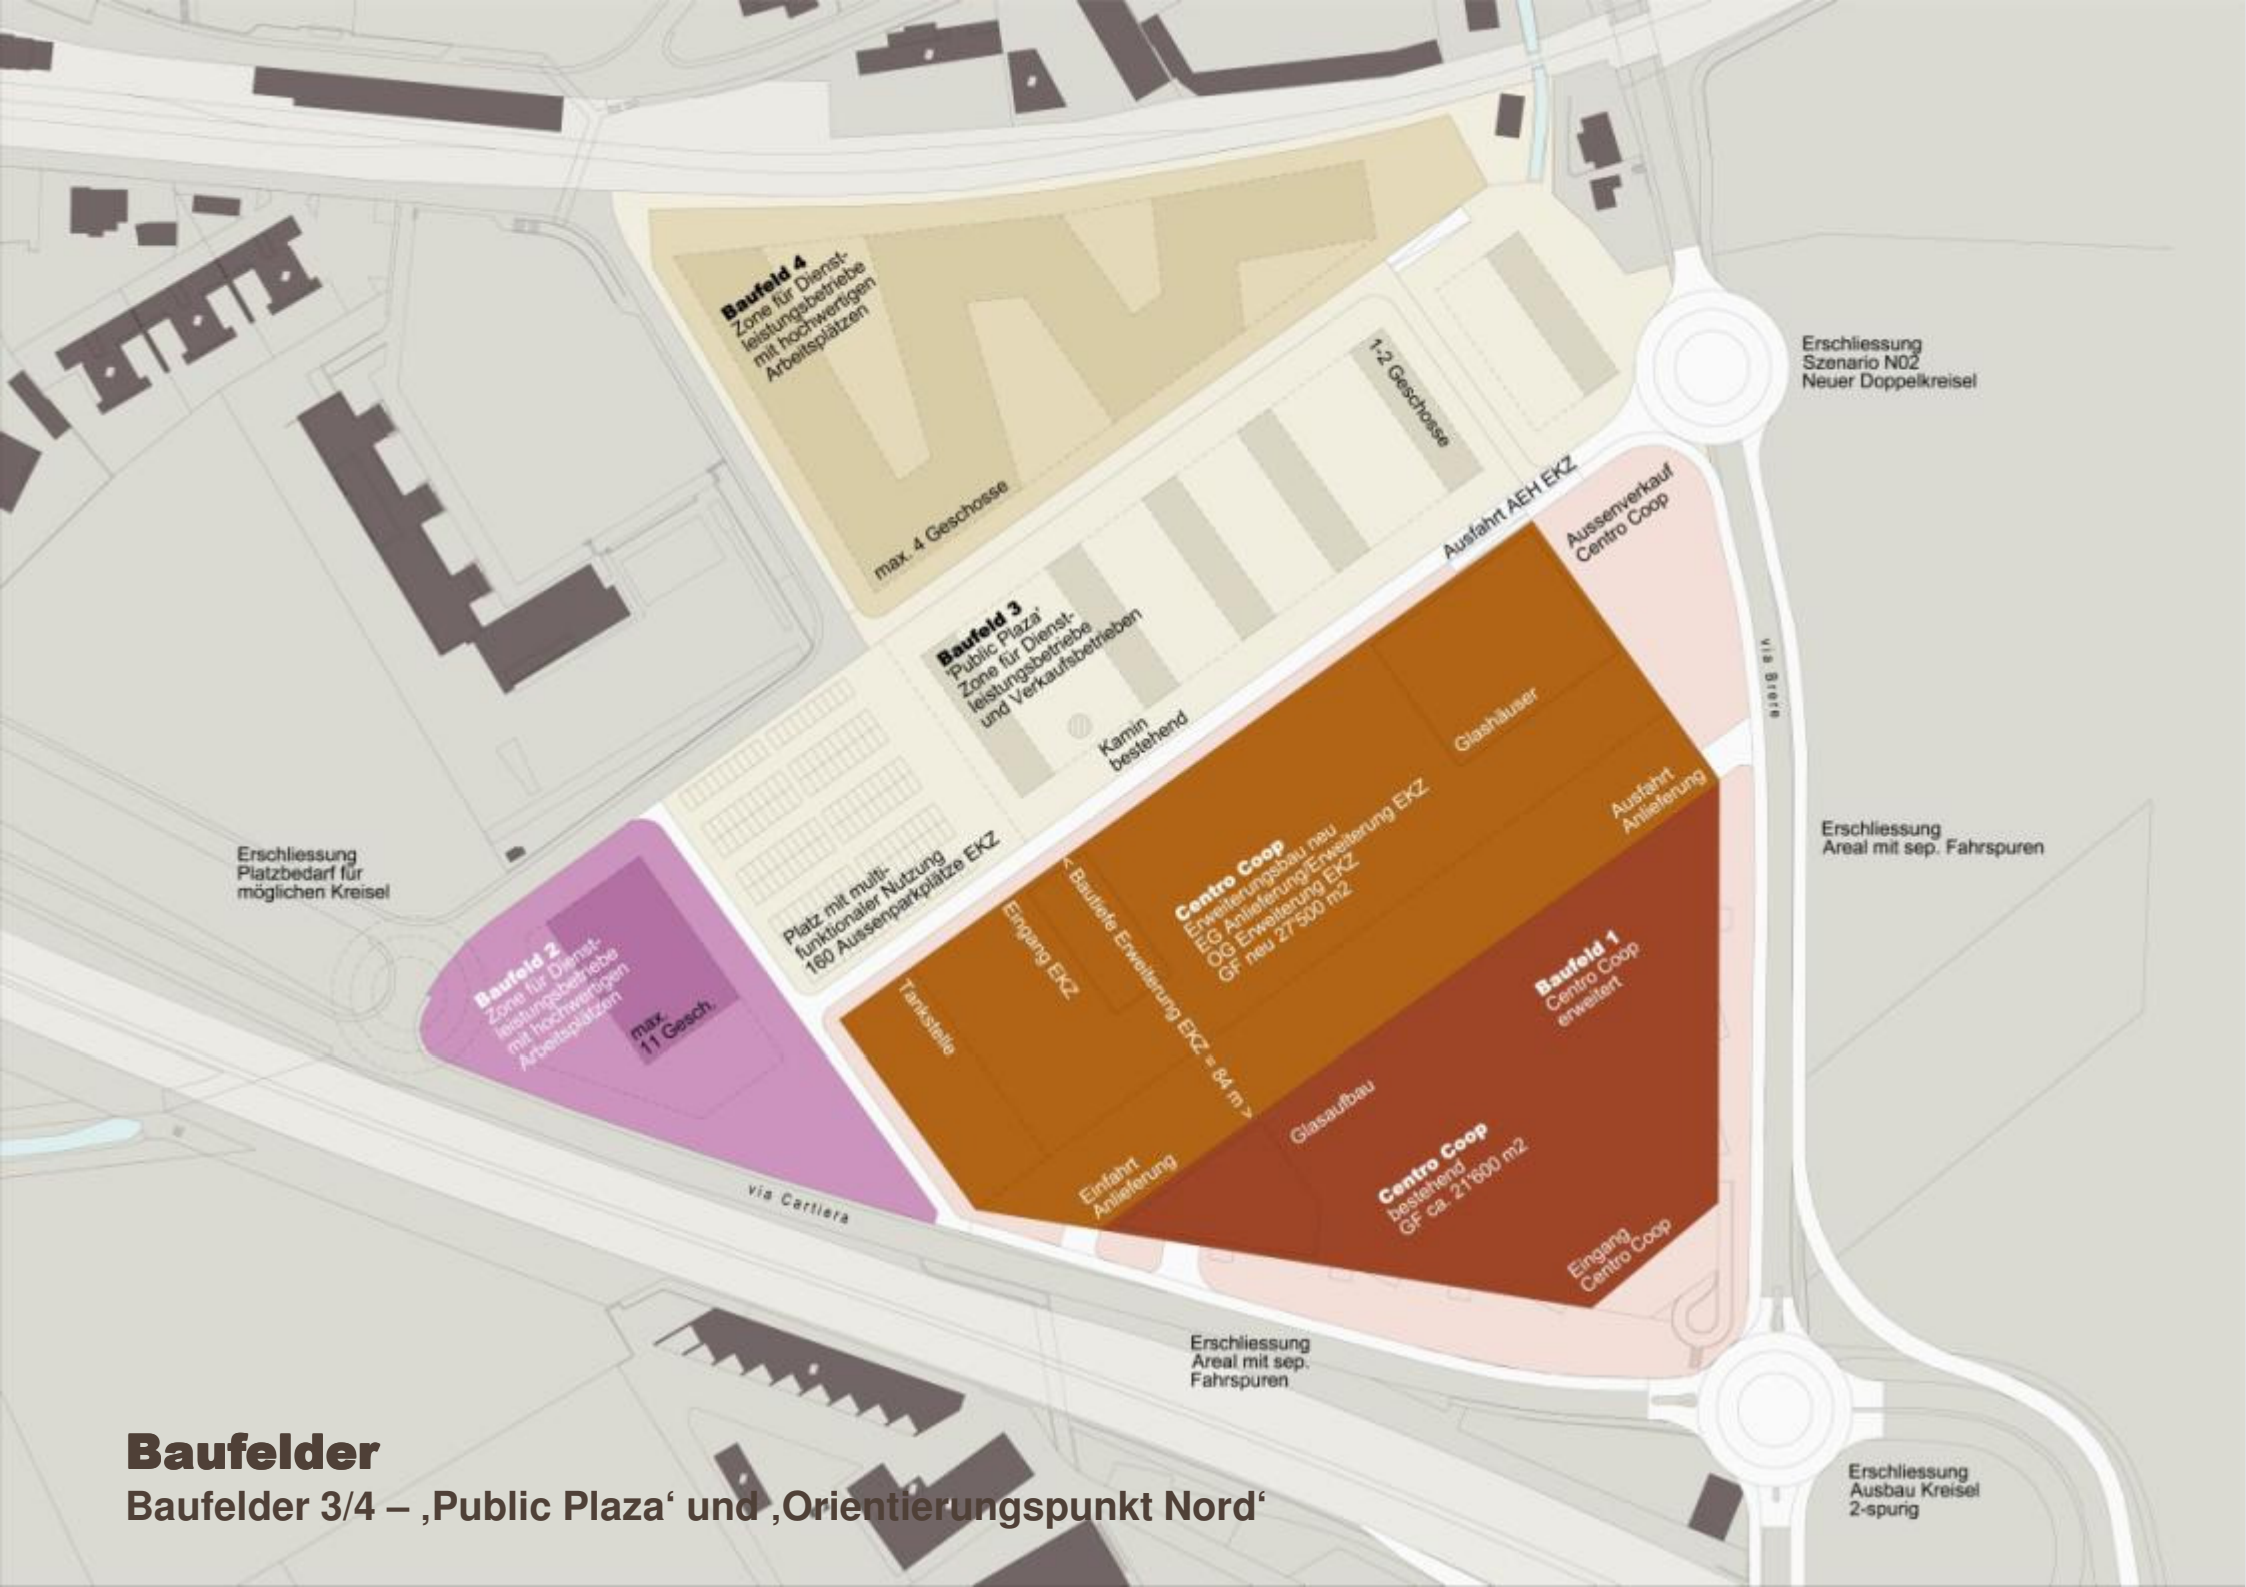 Baufeld 4
Zone für Dienst-
leistungsbetriebe
mit hochwertigen
Arbeitsplätzen
max. 4 Geschosse
1-2 Geschosse
Erschliessung
Szenario N02
Neuer Doppelkreisel
Ausfahrt AEH EKZ
Aussenverkauf
Centro Coop
Baufeld 3
'Public Plaza'
Zone für Dienst-
leistungsbetriebe
und Verkaufsbetrieben
Kamin
bestehend
via Brere
Glashäuser
Ausfahrt
Anlieferung
Erschliessung
Areal mit sep. Fahrspuren
Erschliessung
Platzbedarf für
möglichen Kreisel
Platz mit multi-
funktionaler Nutzung
160 Aussenparkplätze EKZ
Centro Coop
Erweiterungsbau neu
EG Anlieferung/Erweiterung EKZ
OG Erweiterung EKZ
GF neu 27'500 m2
< Bautiefe Erweiterung EKZ = 84 m >
Eingang EKZ
Tankstelle
Baufeld 2
Zone für Dienst-
leistungsbetriebe
mit hochwertigen
Arbeitsplätzen
max.
11 Gesch.
Baufeld 1
Centro Coop
erweitert
Glasaufbau
Centro Coop
bestehend
GF ca. 21'600 m2
Einfahrt
Anlieferung
Eingang
Centro Coop
via Cartiera
Erschliessung
Areal mit sep.
Fahrspuren
Erschliessung
Ausbau Kreisel
2-spurig
Baufelder
Baufelder 3/4 – ‚Public Plaza‘ und ‚Orientierungspunkt Nord‘